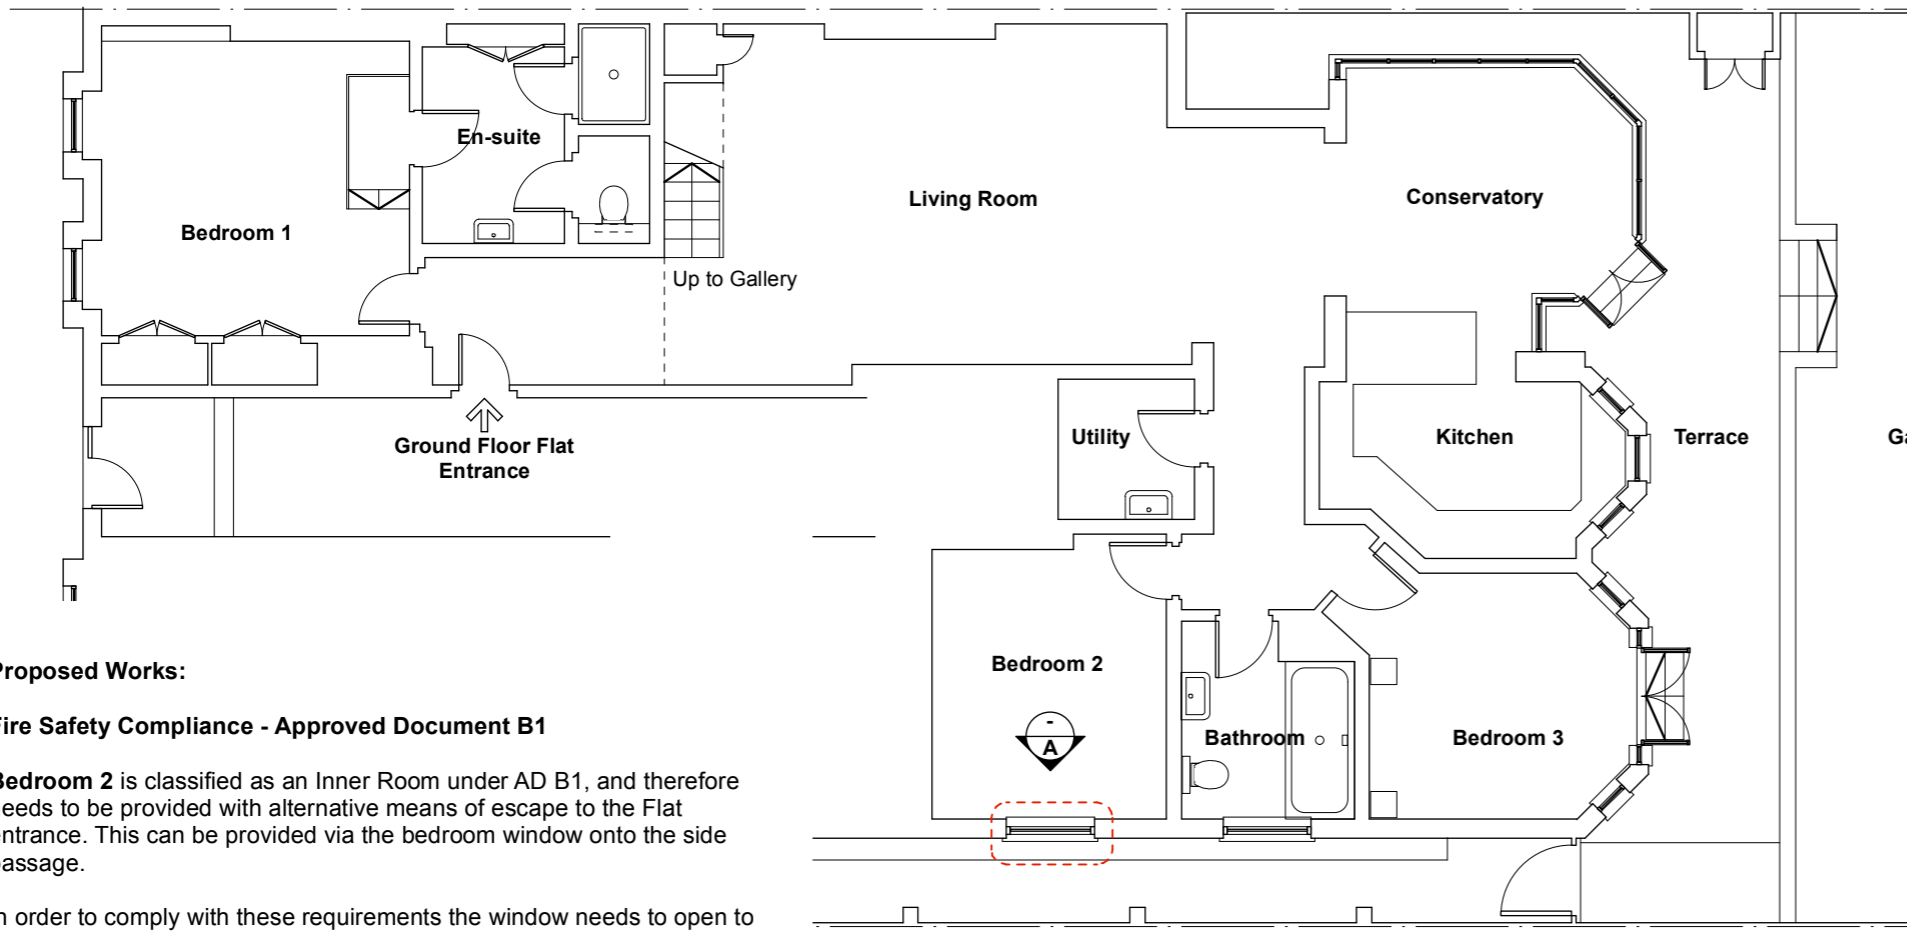 En-suite
Living Room
Conservatory
Bedroom 1
Up to Gallery
Ground Floor Flat
Entrance
Utility
Kitchen
Terrace
Ga
Bedroom 2
-
A
Bathroom
Bedroom 3
Proposed Works:
Fire Safety Compliance - Approved Document B1
Bedroom 2 is classified as an Inner Room under AD B1, and therefore
needs to be provided with alternative means of escape to the Flat
entrance. This can be provided via the bedroom window onto the side
passage.
In order to comply with these requirements the window needs to open to